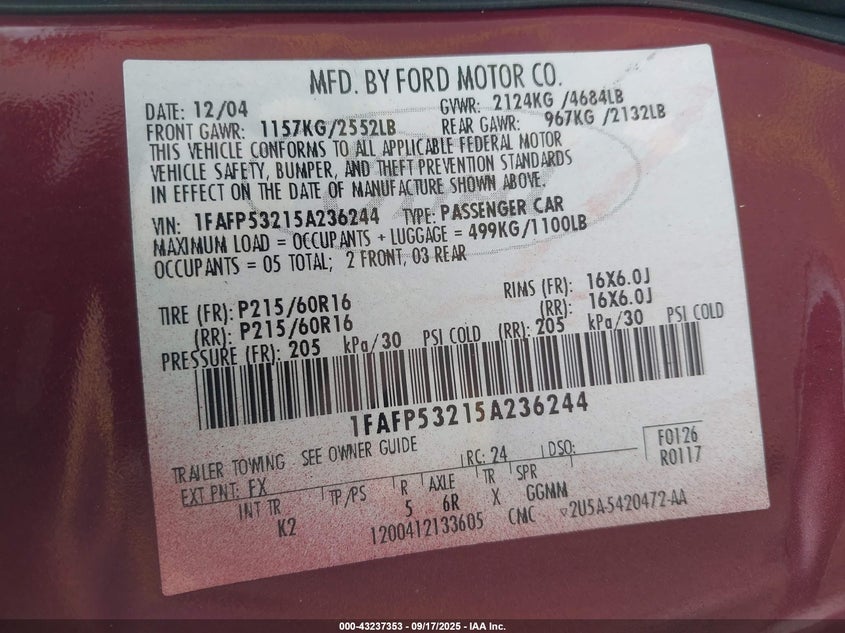 MFD. BY FORD MOTOR CO.
DATE: 12/04 GVWR: 2124KG /4684LB
FRONT GAWR: 1157KG/2552LB REAR GAWR: 967KG /2132LB
THIS VEHICLE CONFORMS TO ALL APPLICABLE FEDERAL MOTOR
VEHICLE SAFETY, BUMPER, AND THEFT PREVENTION STANDARDS
IN EFFECT ON THE DATE OF MANUFACTURE SHOWN ABOVE.
VIN: 1FAFP53215A236244 TYPE: PASSENGER CAR
MAXIMUM LOAD = OCCUPANTS + LUGGAGE = 499KG/1100LB
OCCUPANTS = 05 TOTAL; 2 FRONT, 03 REAR
TIRE (FR): P215/60R16 RIMS (FR): 16X6.0J
(RR): P215/60R16 (RR): 16X6.0J
PRESSURE (FR): 205 kPa/30 PSI COLD (RR): 205 kPa/30 PSI COLD
1FAFP53215A236244
TRAILER TOWING - SEE OWNER GUIDE RC: 24 DSO: F0126
R0117
EXT PNT: FX
INT TR TP/PS R AXLE TR SPR
K2 5 6R X GGMM
1200412133605 CMC ▽2U5A-5420472-AA
000-43237353 - 09/17/2025 - IAA Inc.